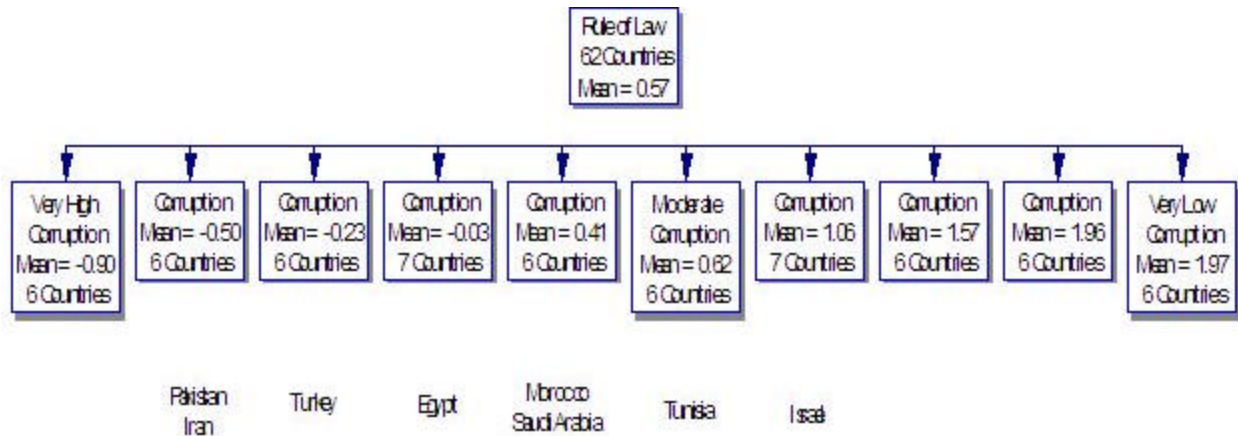 Rule of Law
62 Countries
Mean = 0.57
Very High
Corruption
Mean = -0.90
6 Countries
Corruption
Mean = -0.50
6 Countries
Corruption
Mean = -0.23
6 Countries
Corruption
Mean = -0.03
7 Countries
Corruption
Mean = 0.41
6 Countries
Moderate
Corruption
Mean = 0.62
6 Countries
Corruption
Mean = 1.06
7 Countries
Corruption
Mean = 1.57
6 Countries
Corruption
Mean = 1.96
6 Countries
Very Low
Corruption
Mean = 1.97
6 Countries
Pakistan
Iran
Turkey
Egypt
Morocco
Saudi Arabia
Tunisia
Israel